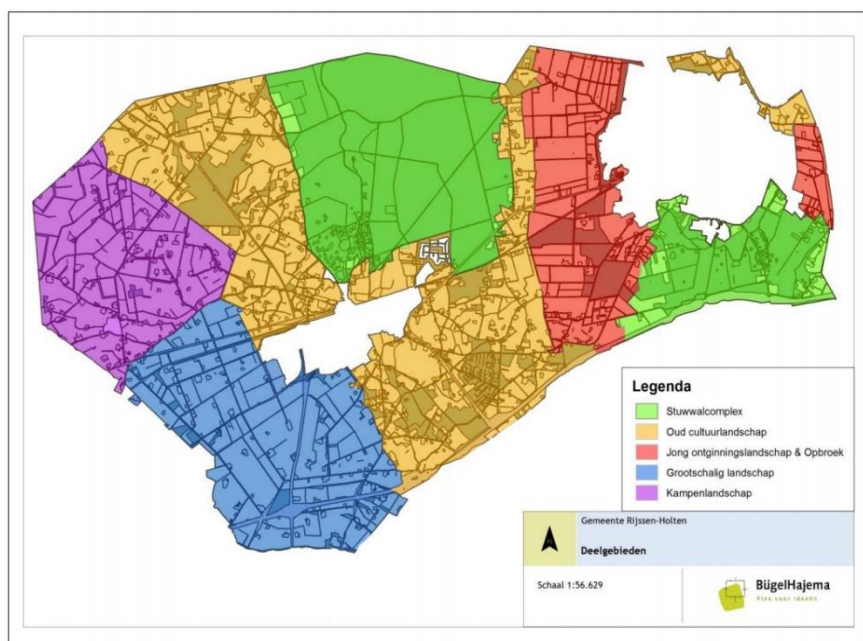 Legenda
Stuwwalcomplex
Oud cultuurlandschap
Jong ontginningslandschap & Opbroek
Grootschalig landschap
Kampenlandschap
Gemeente Rijssen-Holten
Deelgebieden
Schaal 1:56.629
BügelHajema
Plek voor ideeën